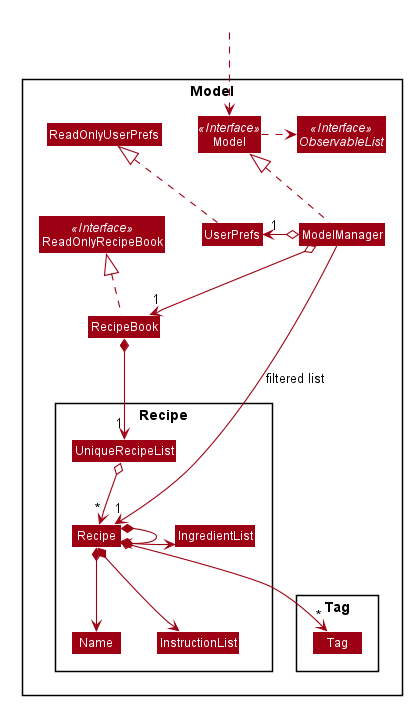 Model
«Interface»
Model
«Interface»
ObservableList
ReadOnlyUserPrefs
«Interface»
ReadOnlyRecipeBook
UserPrefs
1
ModelManager
1
RecipeBook
filtered list
Recipe
1
UniqueRecipeList
*
1
Recipe
IngredientList
Tag
*
Name
InstructionList
Tag